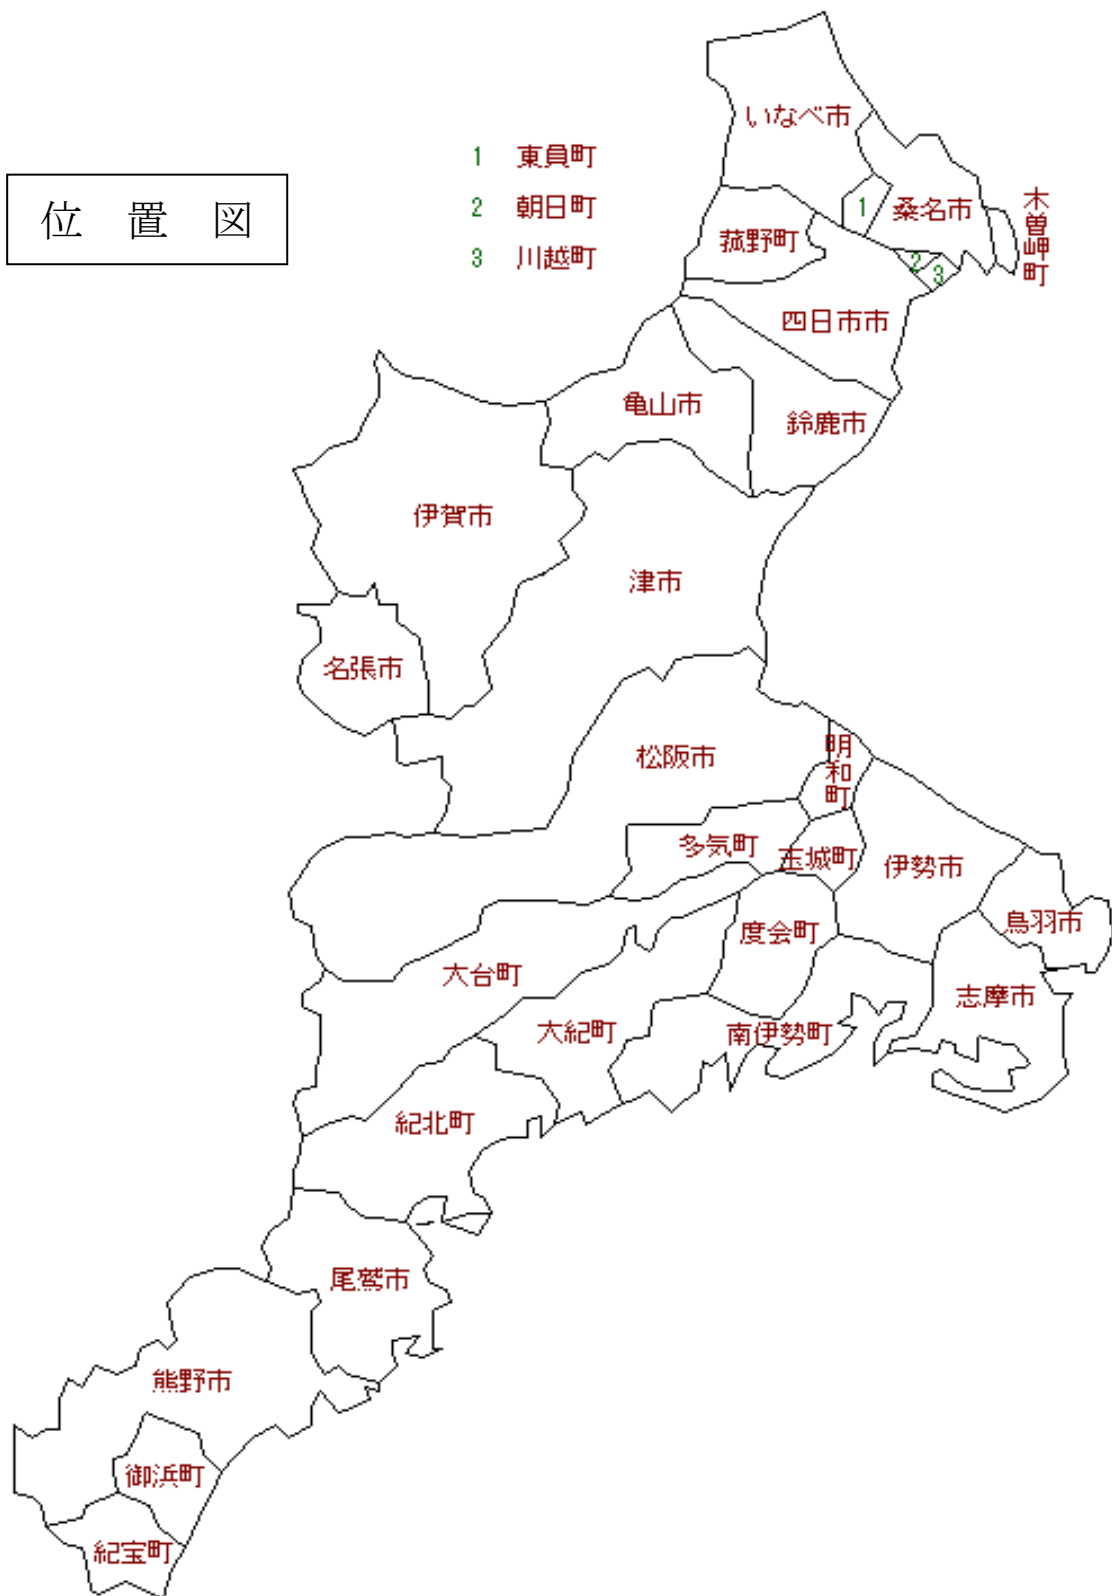 位置図
1 東員町
2 朝日町
3 川越町
いなべ市
1
桑名市
木曽岬町
菰野町
2
3
四日市市
亀山市
鈴鹿市
伊賀市
津市
名張市
松阪市
明和町
多気町
玉城町
伊勢市
鳥羽市
度会町
大台町
志摩市
大紀町
南伊勢町
紀北町
尾鷲市
熊野市
御浜町
紀宝町